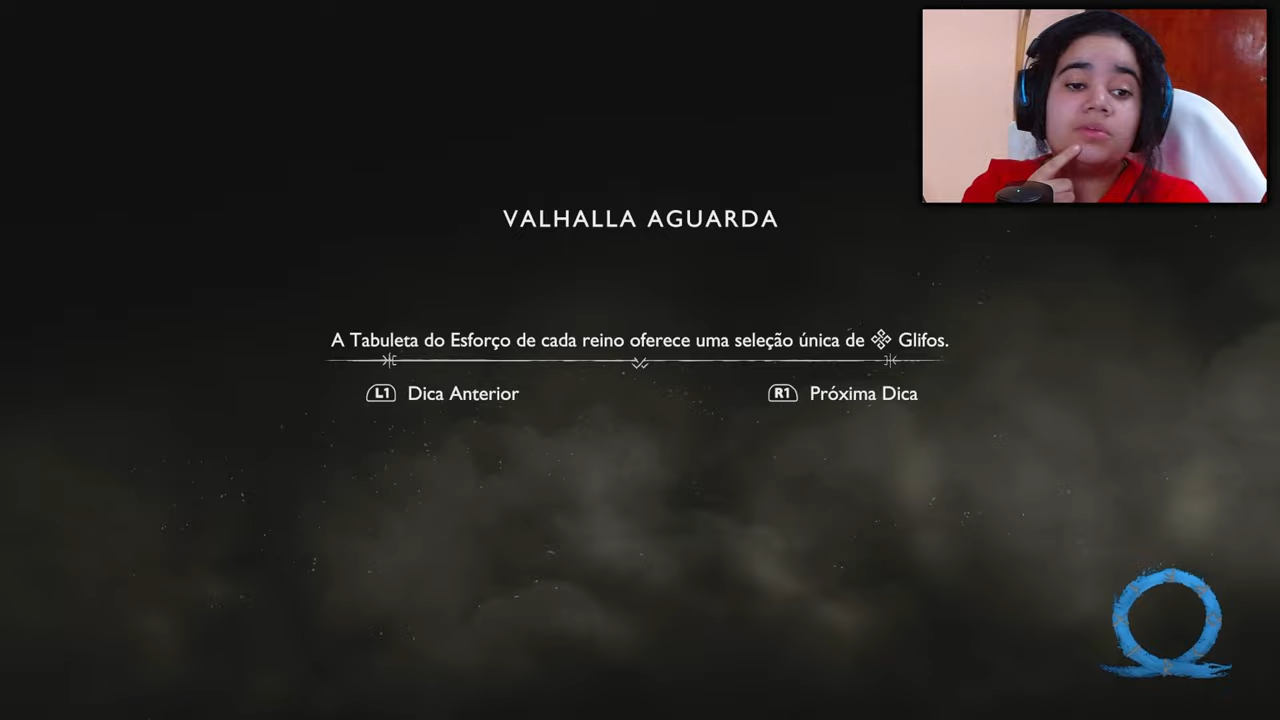 VALHALLA AGUARDA
A Tabuleta do Esforço de cada reino oferece uma seleção única de Glifos.
L1 Dica Anterior
R1 Próxima Dica